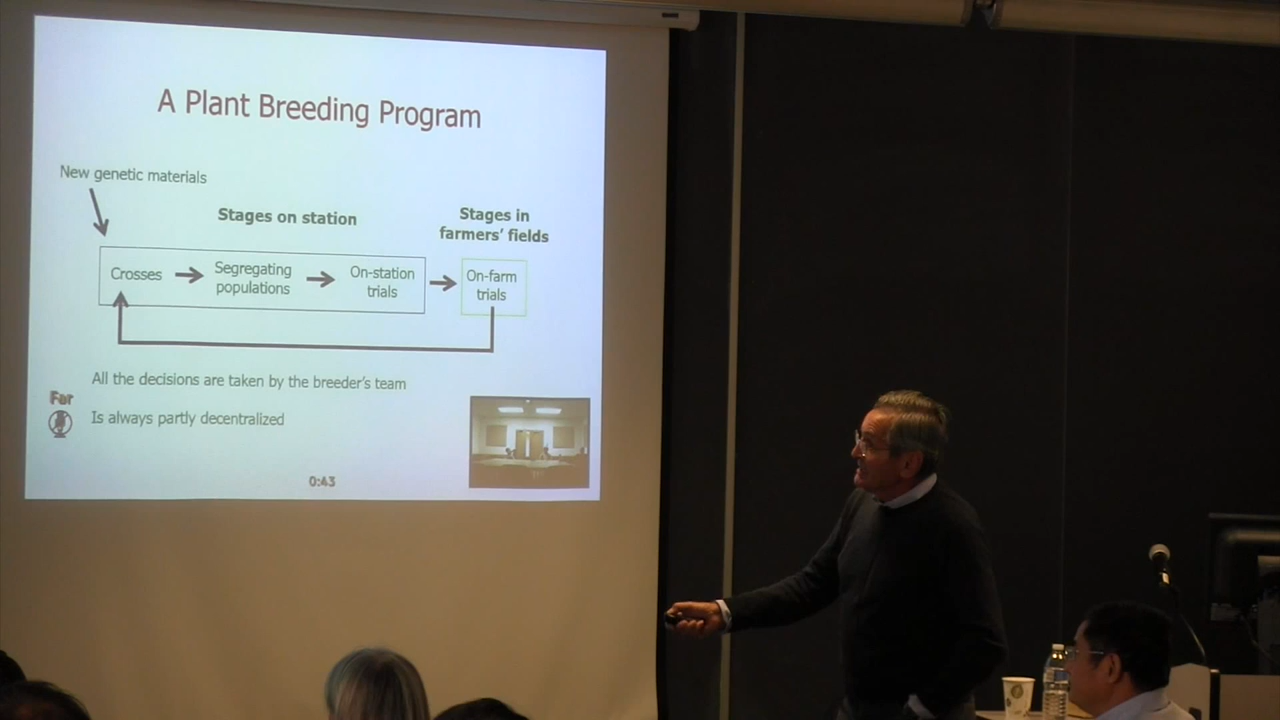 A Plant Breeding Program
New genetic materials
Stages on station
Stages in
farmers' fields
Crosses
Segregating
populations
On-station
trials
On-farm
trials
All the decisions are taken by the breeder's team
Far
Is always partly decentralized
0:43